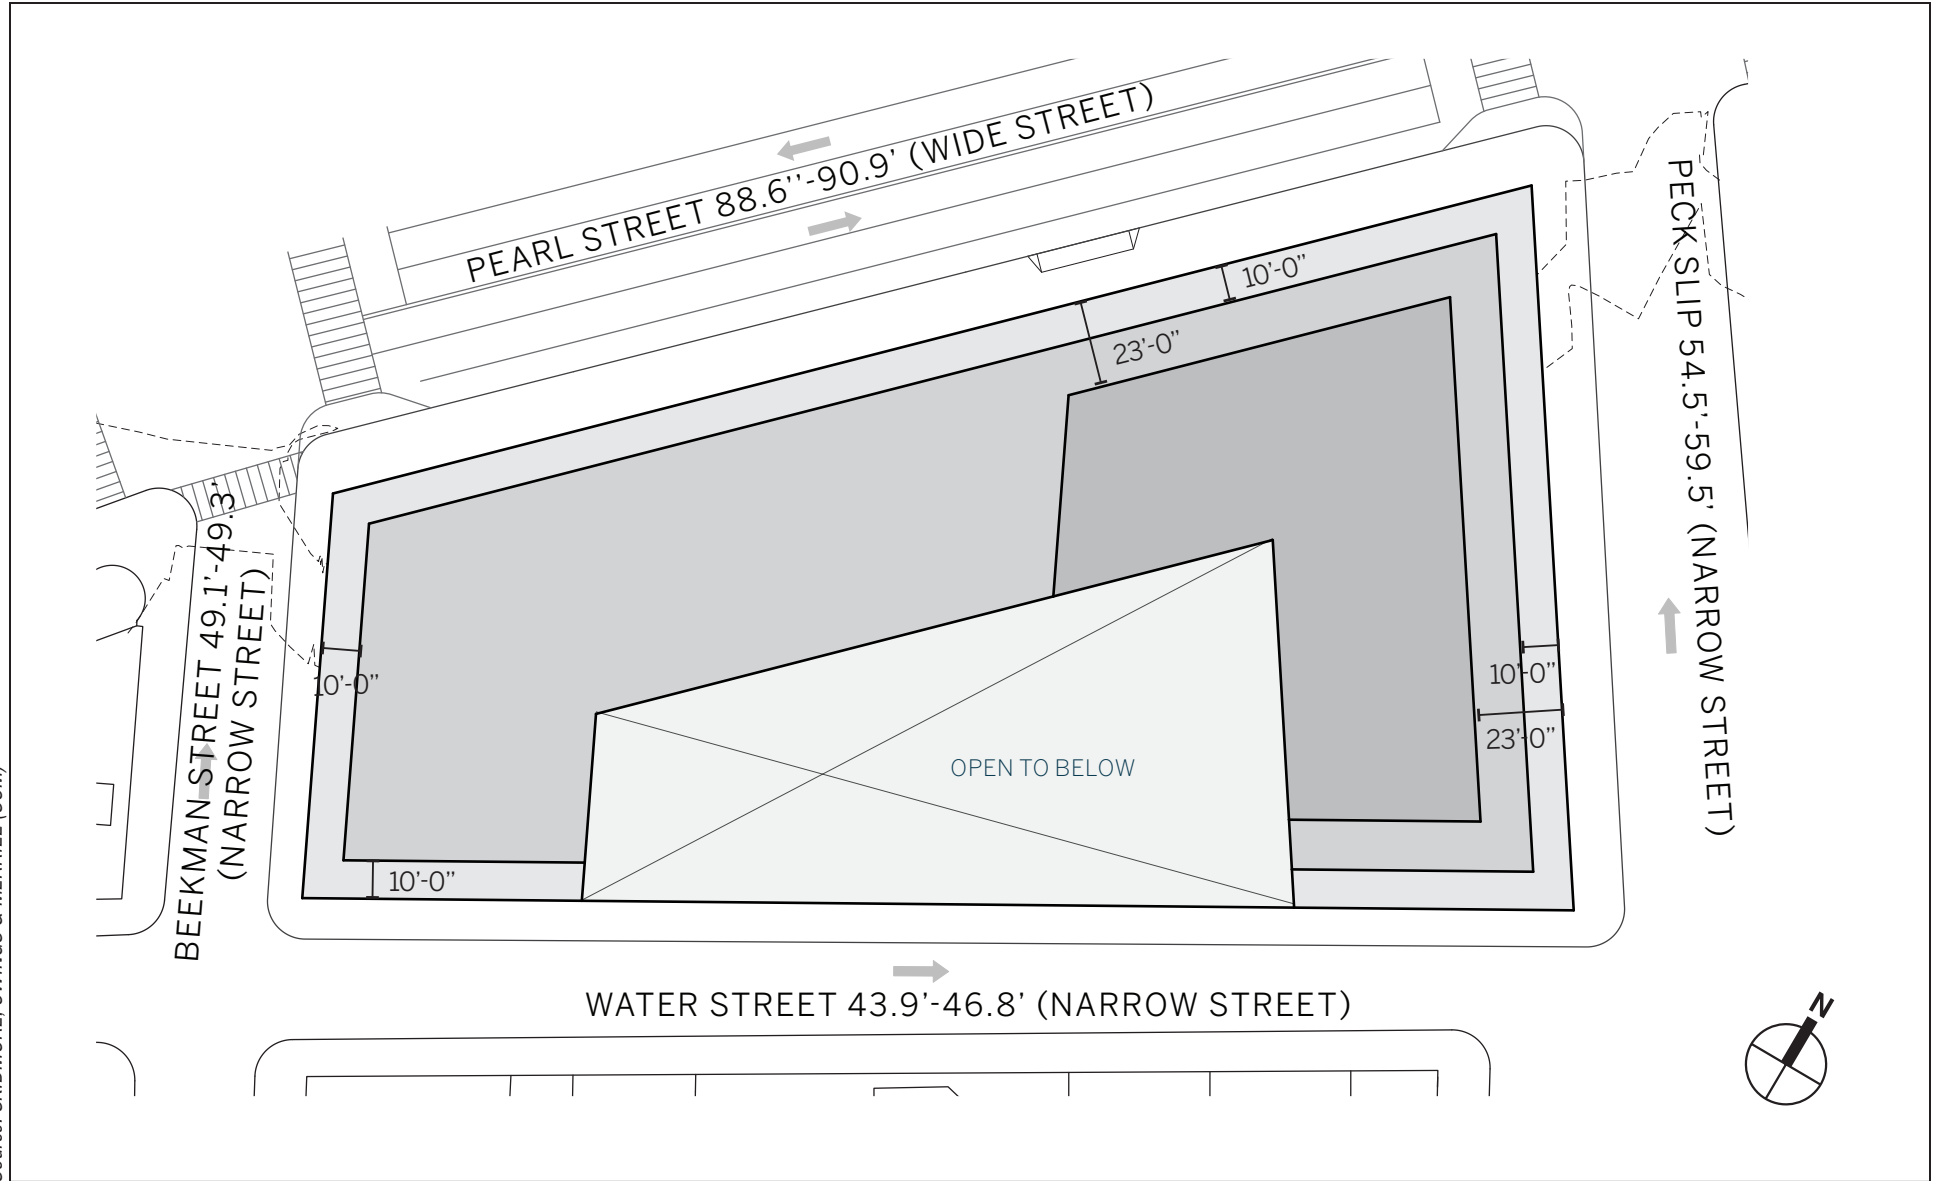 PEARL STREET 88.6''-90.9' (WIDE STREET)
10'-0"
23'-0"
PECK SLIP 54.5'-59.5' (NARROW STREET)
BEEKMAN STREET 49.1'-49.3'
(NARROW STREET)
10'-0"
10'-0"
23'-0"
OPEN TO BELOW
10'-0"
WATER STREET 43.9'-46.8' (NARROW STREET)
N